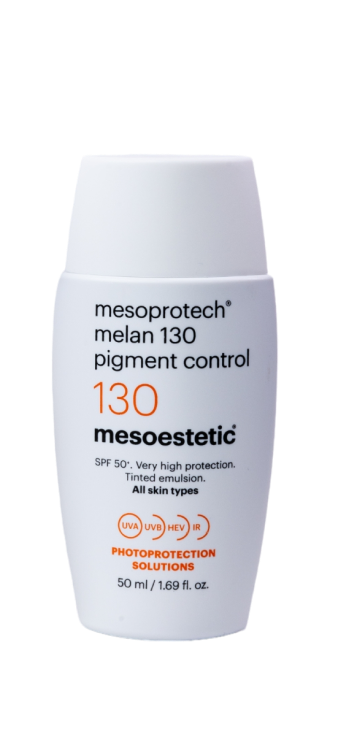 mesoprotech®
melan 130
pigment control
130
mesoestetic®
SPF 50+. Very high protection.
Tinted emulsion.
All skin types
UVA UVB HEV IR
PHOTOPROTECTION
SOLUTIONS
50 ml / 1.69 fl. oz.